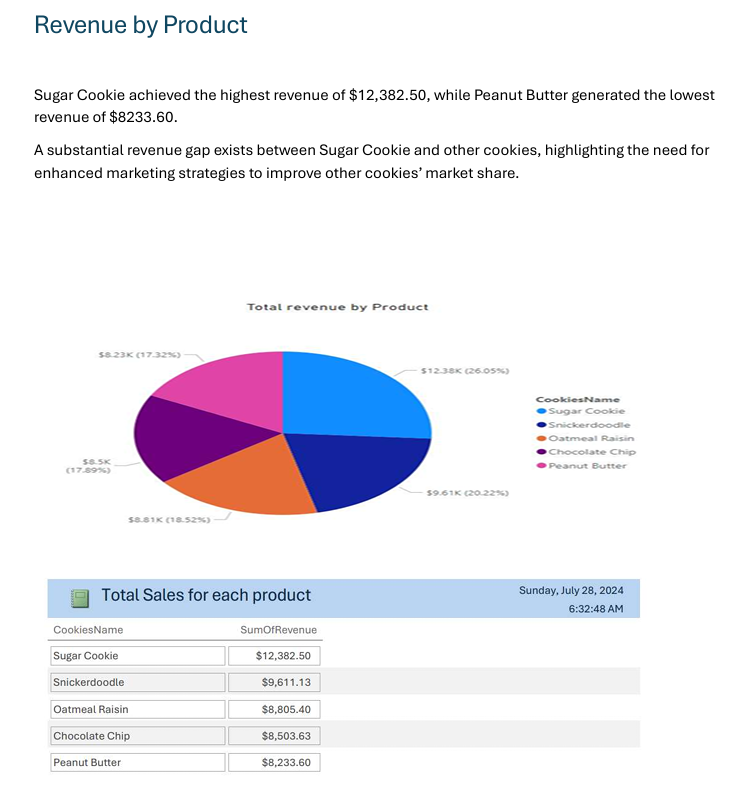 Revenue by Product
Sugar Cookie achieved the highest revenue of $12,382.50, while Peanut Butter generated the lowest
revenue of $8233.60.
A substantial revenue gap exists between Sugar Cookie and other cookies, highlighting the need for
enhanced marketing strategies to improve other cookies’ market share.
Total revenue by Product
$8.23K (17.32%)
$12.38K (26.05%)
CookiesName
Sugar Cookie
Snickerdoodle
Oatmeal Raisin
Chocolate Chip
Peanut Butter
$8.5K
(17.89%)
$9.61K (20.22%)
$8.81K (18.52%)
Total Sales for each product
Sunday, July 28, 2024
6:32:48 AM
CookiesName SumOfRevenue
Sugar Cookie $12,382.50
Snickerdoodle $9,611.13
Oatmeal Raisin $8,805.40
Chocolate Chip $8,503.63
Peanut Butter $8,233.60